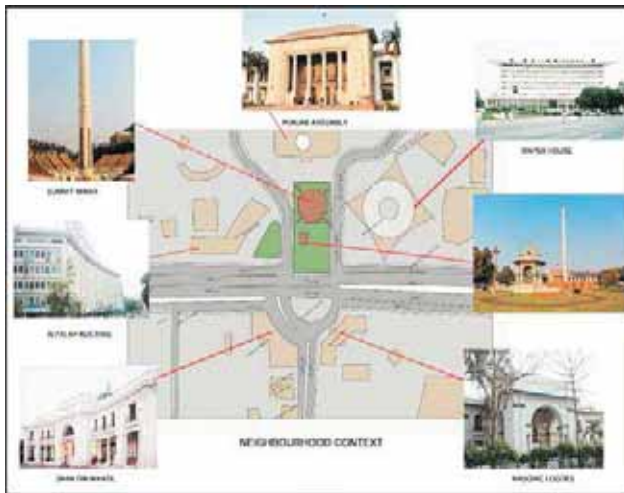 PUNJAB ASSEMBLY
WAPDA HOUSE
SUMMIT MINAR
ALFALAH BUILDING
SHAH DIN MANZIL
MASONIC LODGES
NEIGHBOURHOOD CONTEXT